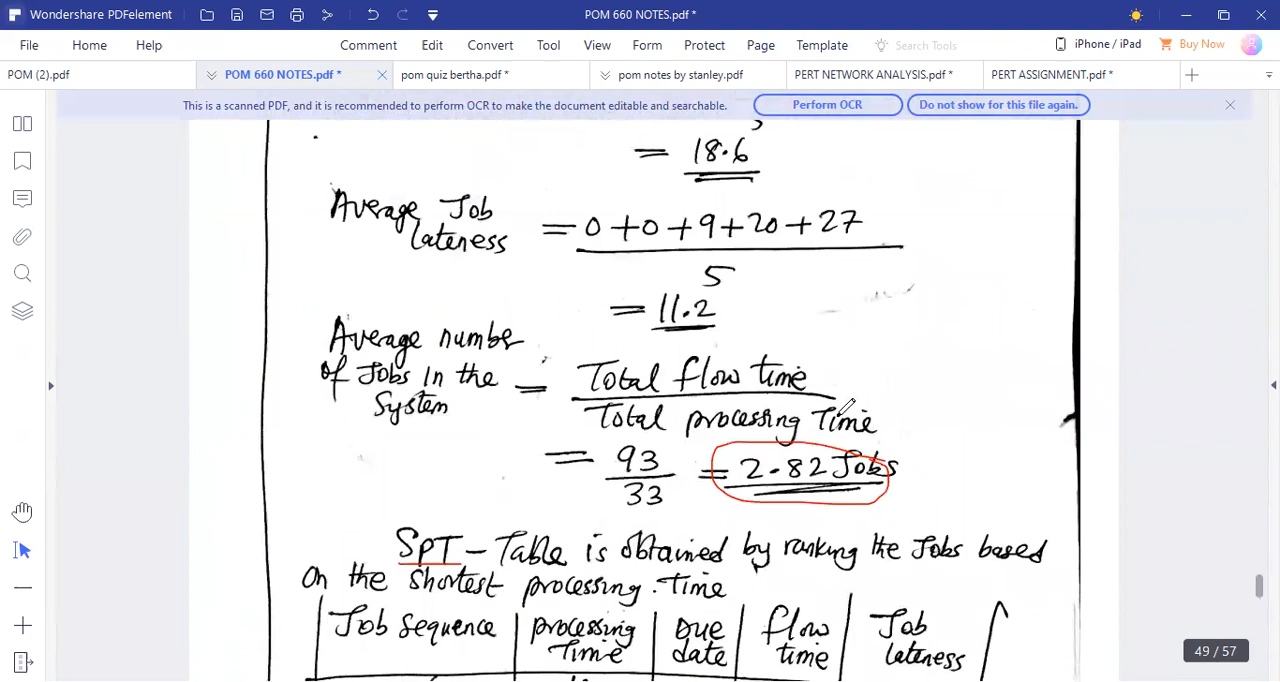 Wondershare PDFelement
POM 660 NOTES.pdf *
File Home Help Comment Edit Convert Tool View Form Protect Page Template Search Tools iPhone / iPad Buy Now
POM (2).pdf POM 660 NOTES.pdf * pom quiz bertha.pdf * pom notes by stanley.pdf PERT NETWORK ANALYSIS.pdf * PERT ASSIGNMENT.pdf *
This is a scanned PDF, and it is recommended to perform OCR to make the document editable and searchable. Perform OCR Do not show for this file again.
= 18.6
Average Job
lateness = 0+0+9+20+27
5
= 11.2
Average number
of Jobs in the
System = Total flow time
Total processing Time
= 93
33
= 2.82 Jobs
SPT - Table is obtained by ranking the Jobs based
on the shortest processing Time
Job Sequence processing Time Due date flow time Job lateness
49 / 57